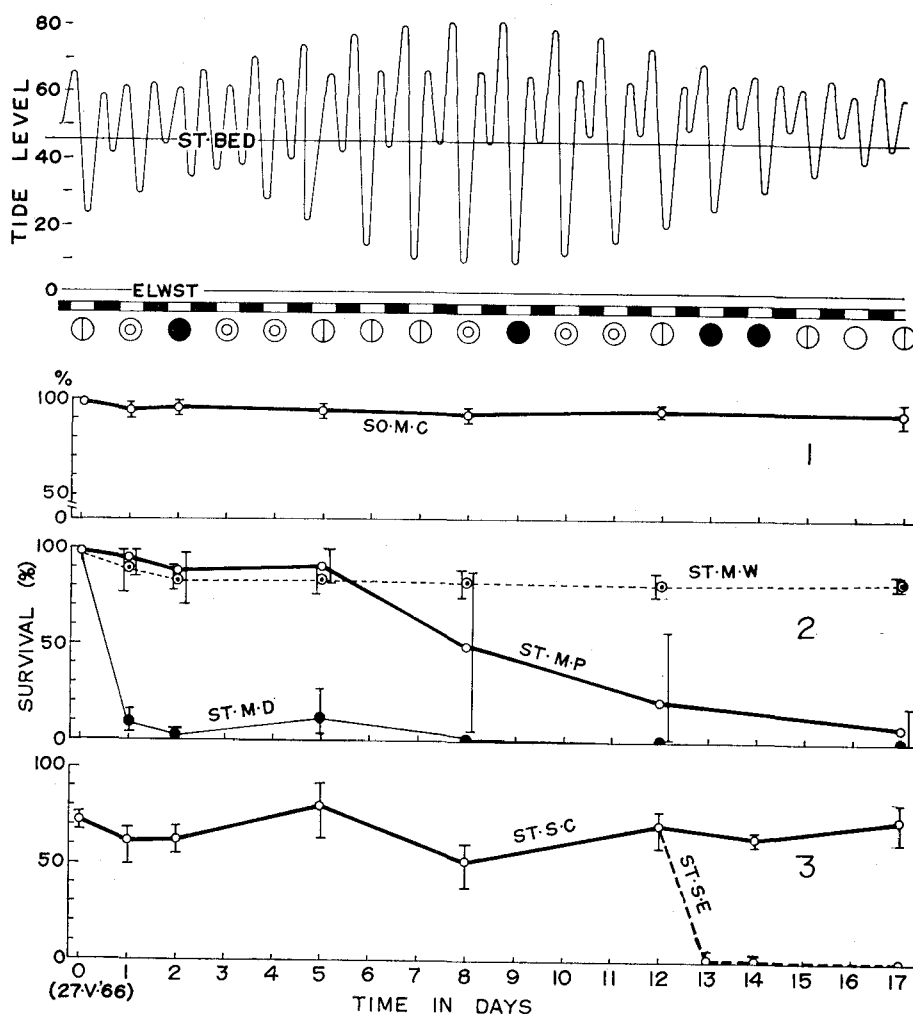 80
60
40
20
0
TIDE LEVEL
ST·BED
ELWST
%
100
50
0
SO·M·C
1
100
50
0
SURVIVAL (%)
ST·M·W
ST·M·P
ST·M·D
2
100
50
0
ST·S·C
ST·S·E
3
0 1 2 3 4 5 6 7 8 9 10 11 12 13 14 15 16 17
(27·V·'66)
TIME IN DAYS